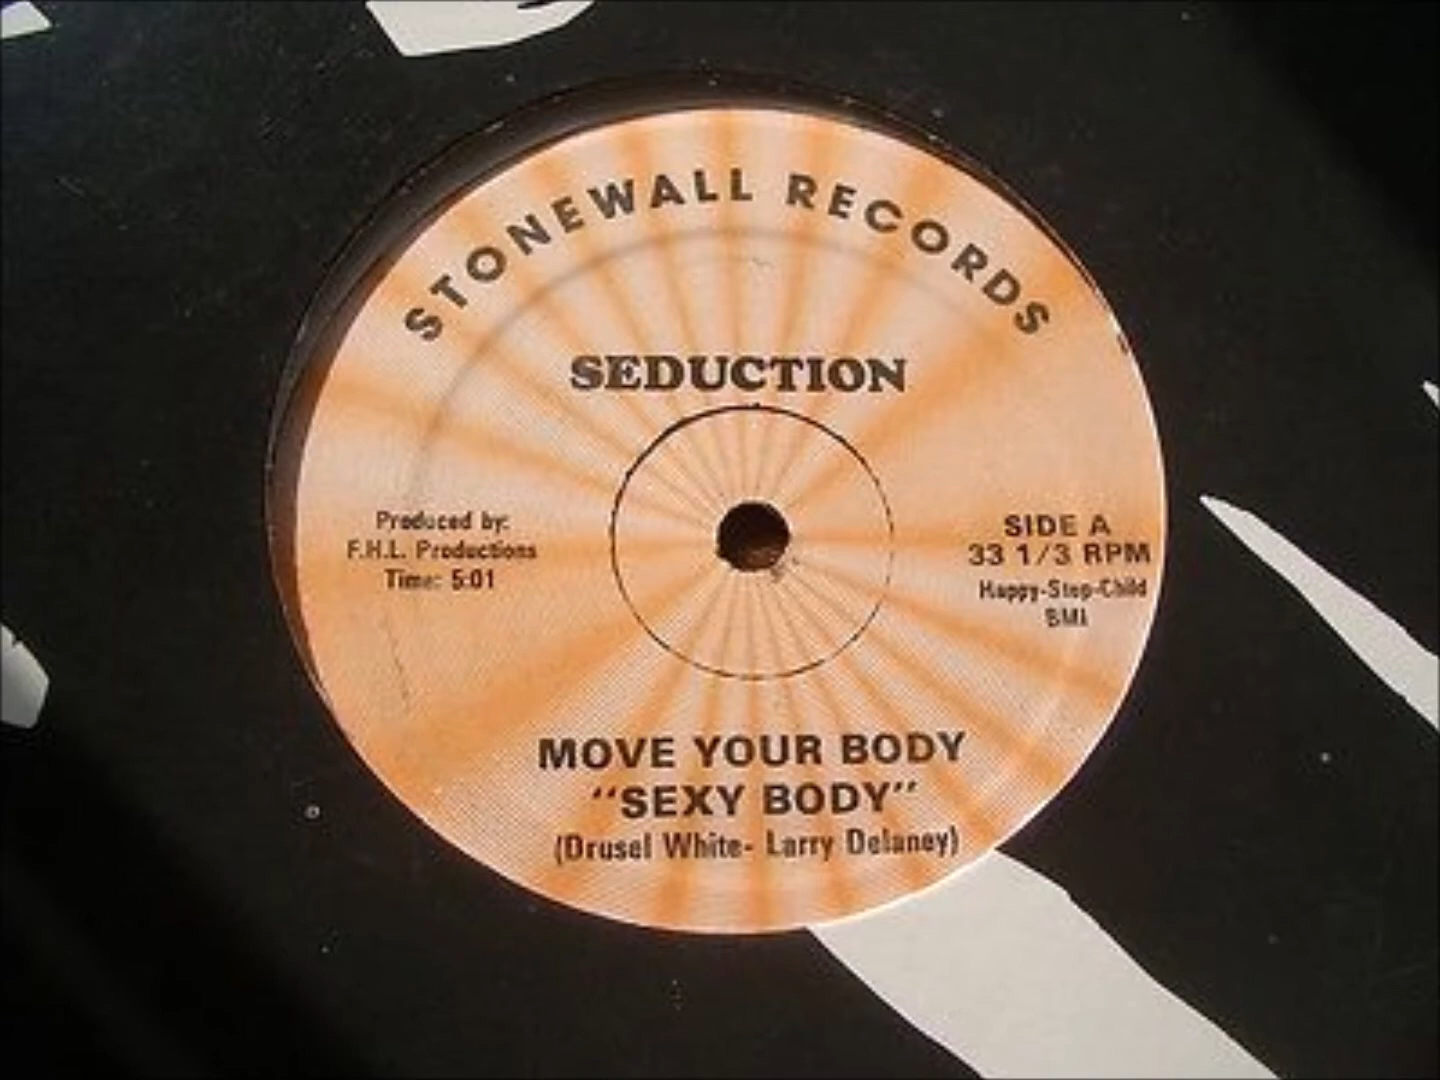 STONEWALL RECORDS
SEDUCTION
Produced by:
F.H.L. Productions
Time: 5:01
SIDE A
33 1/3 RPM
Happy-Step-Child
BMI
MOVE YOUR BODY
"SEXY BODY"
(Drusel White- Larry Delaney)